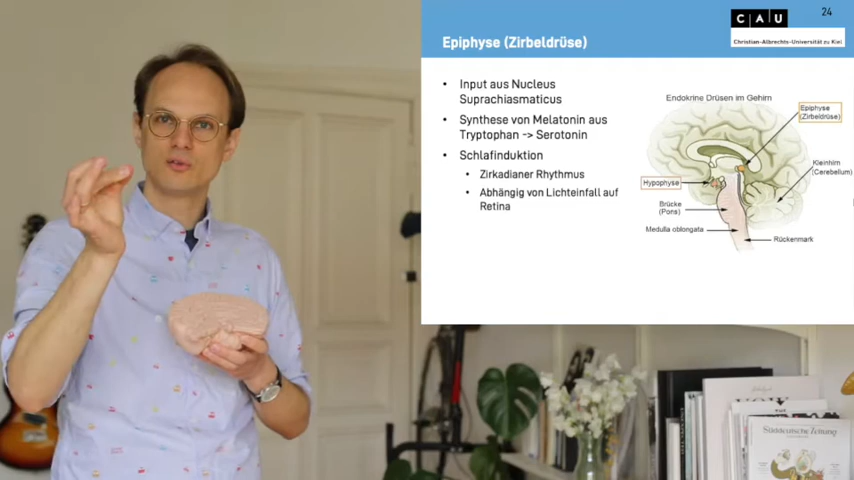 24
C A U
Christian-Albrechts-Universität zu Kiel
Epiphyse (Zirbeldrüse)
Input aus Nucleus
Suprachiasmaticus
Synthese von Melatonin aus
Tryptophan -> Serotonin
Schlafinduktion
Zirkadianer Rhythmus
Abhängig von Lichteinfall auf
Retina
Endokrine Drüsen im Gehirn
Epiphyse
(Zirbeldrüse)
Kleinhirn
(Cerebellum)
Hypophyse
Brücke
(Pons)
Medulla oblongata
Rückenmark
Süddeutsche Zeitung